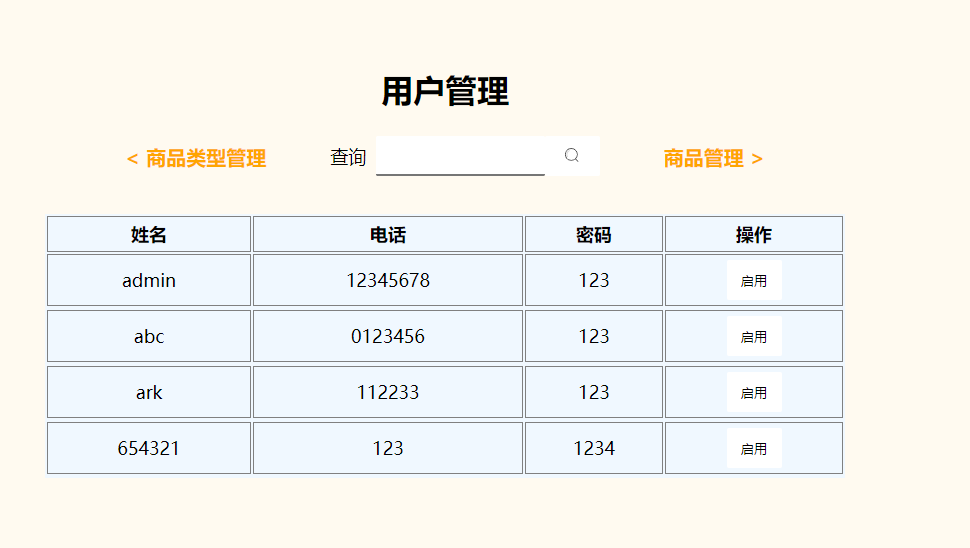 用户管理
< 商品类型管理 查询 商品管理 >
姓名 电话 密码 操作
admin 12345678 123 启用
abc 0123456 123 启用
ark 112233 123 启用
654321 123 1234 启用